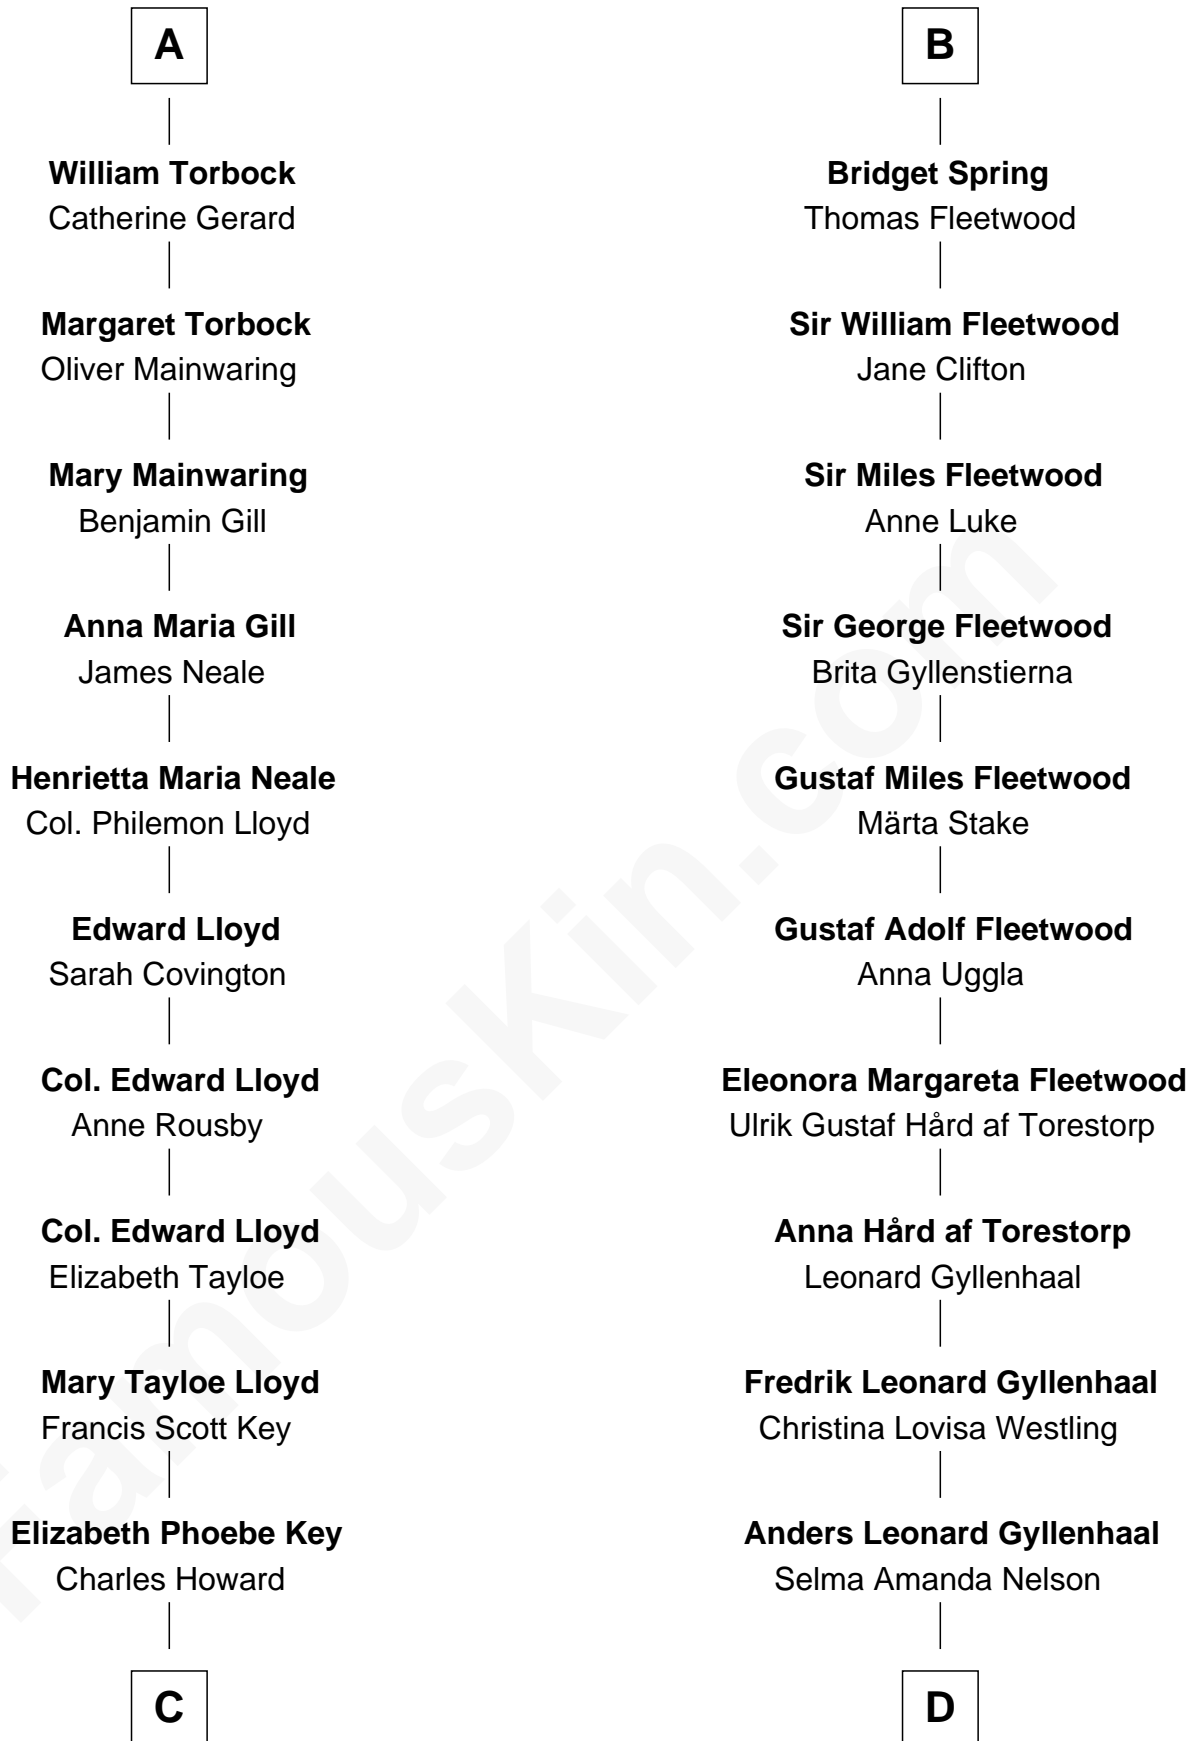 A
William Torbock
Catherine Gerard
Margaret Torbock
Oliver Mainwaring
Mary Mainwaring
Benjamin Gill
Anna Maria Gill
James Neale
Henrietta Maria Neale
Col. Philemon Lloyd
Edward Lloyd
Sarah Covington
Col. Edward Lloyd
Anne Rousby
Col. Edward Lloyd
Elizabeth Tayloe
Mary Tayloe Lloyd
Francis Scott Key
Elizabeth Phoebe Key
Charles Howard
C
B
Bridget Spring
Thomas Fleetwood
Sir William Fleetwood
Jane Clifton
Sir Miles Fleetwood
Anne Luke
Sir George Fleetwood
Brita Gyllenstierna
Gustaf Miles Fleetwood
Märta Stake
Gustaf Adolf Fleetwood
Anna Uggla
Eleonora Margareta Fleetwood
Ulrik Gustaf Hård af Torestorp
Anna Hård af Torestorp
Leonard Gyllenhaal
Fredrik Leonard Gyllenhaal
Christina Lovisa Westling
Anders Leonard Gyllenhaal
Selma Amanda Nelson
D
FamousKin.com